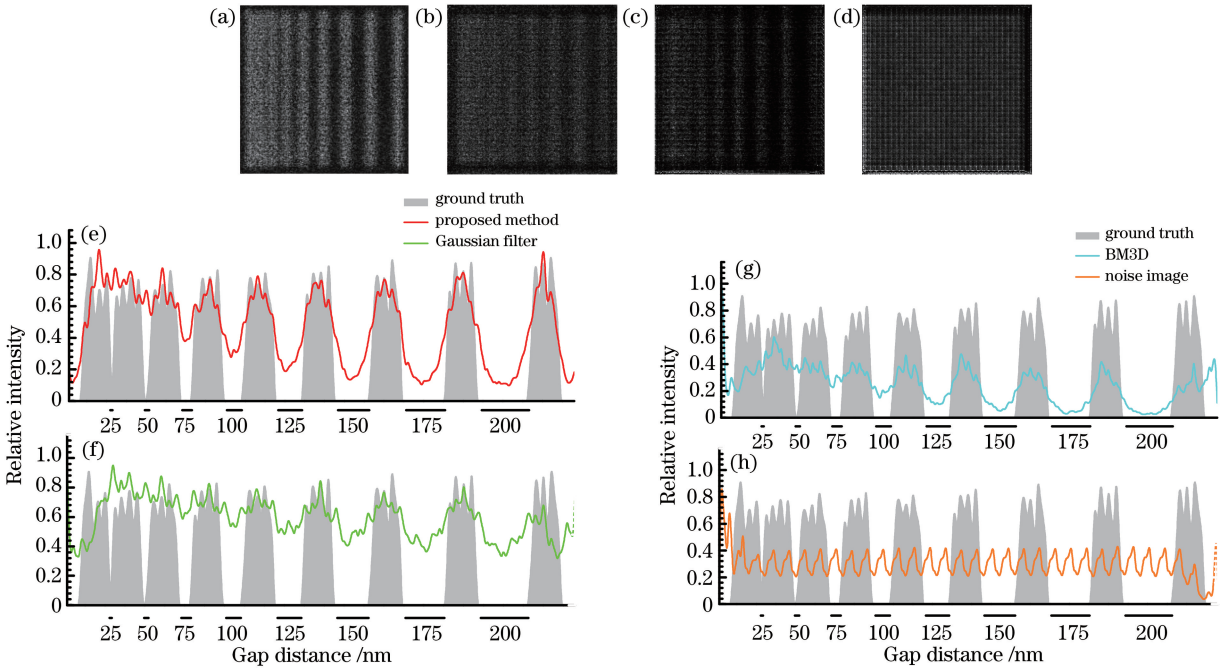 (a)
(b)
(c)
(d)
ground truth
proposed method
Gaussian filter
(e)
1.0
0.8
0.6
0.4
0.2
0
25 50 75 100 125 150 175 200
(f)
1.0
0.8
0.6
0.4
0.2
0
25 50 75 100 125 150 175 200
Relative intensity
Gap distance /nm
ground truth
BM3D
noise image
(g)
1.0
0.8
0.6
0.4
0.2
0
25 50 75 100 125 150 175 200
(h)
1.0
0.8
0.6
0.4
0.2
0
25 50 75 100 125 150 175 200
Relative intensity
Gap distance /nm